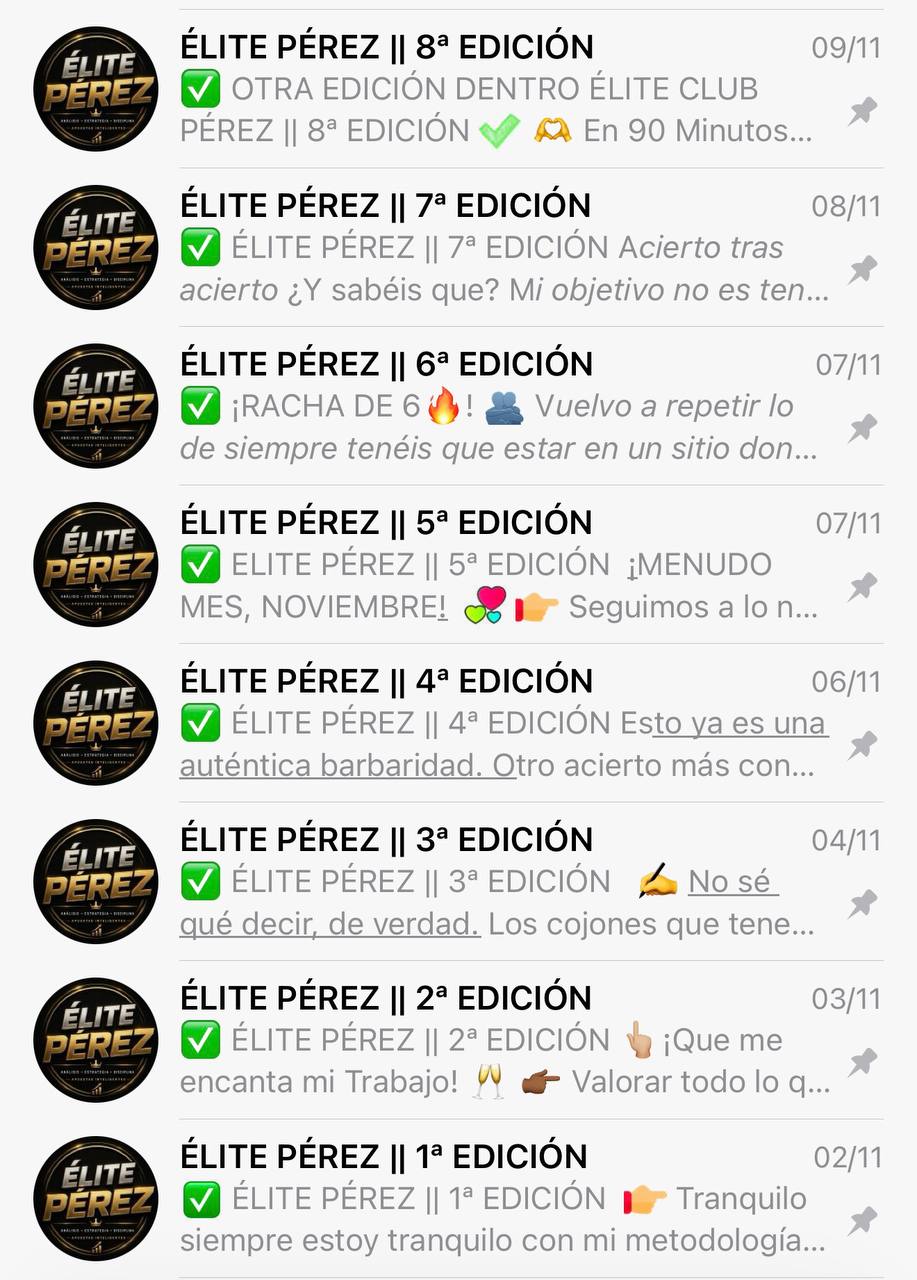 ÉLITE PÉREZ || 8ª EDICIÓN 09/11
✅ OTRA EDICIÓN DENTRO ÉLITE CLUB
PÉREZ || 8ª EDICIÓN ✔️ 🫶 En 90 Minutos...
ÉLITE PÉREZ || 7ª EDICIÓN 08/11
✅ ÉLITE PÉREZ || 7ª EDICIÓN Acierto tras
acierto ¿Y sabéis que? Mi objetivo no es ten...
ÉLITE PÉREZ || 6ª EDICIÓN 07/11
✅ ¡RACHA DE 6🔥! 🫂 Vuelvo a repetir lo
de siempre tenéis que estar en un sitio don...
ÉLITE PÉREZ || 5ª EDICIÓN 07/11
✅ ELITE PÉREZ || 5ª EDICIÓN ¡MENUDO
MES, NOVIEMBRE! 💞 👉 Seguimos a lo n...
ÉLITE PÉREZ || 4ª EDICIÓN 06/11
✅ ÉLITE PÉREZ || 4ª EDICIÓN Esto ya es una
auténtica barbaridad. Otro acierto más con...
ÉLITE PÉREZ || 3ª EDICIÓN 04/11
✅ ÉLITE PÉREZ || 3ª EDICIÓN ✍️ No sé
qué decir, de verdad. Los cojones que tene...
ÉLITE PÉREZ || 2ª EDICIÓN 03/11
✅ ÉLITE PÉREZ || 2ª EDICIÓN 👆🏼 ¡Que me
encanta mi Trabajo! 🥂 👉🏾 Valorar todo lo q...
ÉLITE PÉREZ || 1ª EDICIÓN 02/11
✅ ÉLITE PÉREZ || 1ª EDICIÓN 👉 Tranquilo
siempre estoy tranquilo con mi metodología...
ÉLITE
PÉREZ
ANÁLISIS • ESTRATEGIA • DISCIPLINA
APUESTAS INTELIGENTES